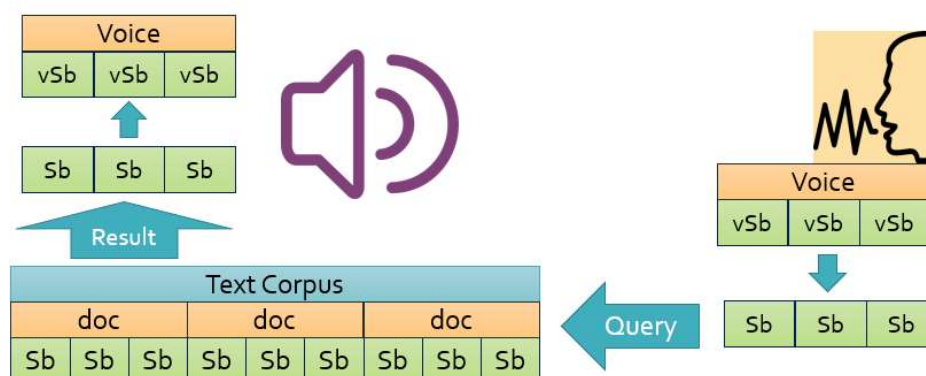 Voice
vSb vSb vSb
Sb Sb Sb
Result
Voice
vSb vSb vSb
Sb Sb Sb
Query
Text Corpus
doc doc doc
Sb Sb Sb Sb Sb Sb Sb Sb Sb